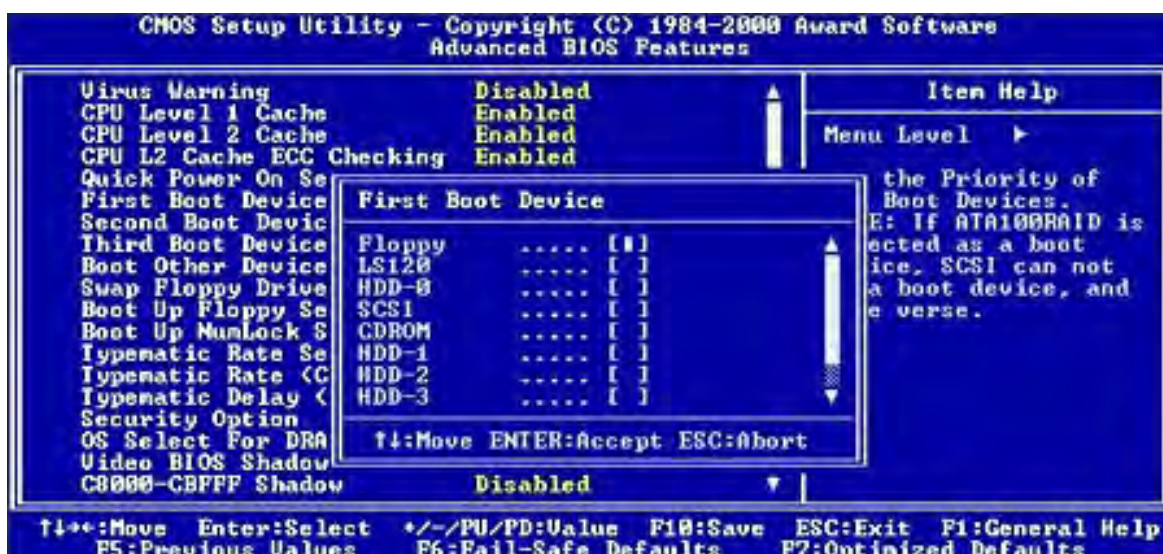 CMOS Setup Utility - Copyright (C) 1984-2000 Award Software
Advanced BIOS Features
Virus Warning Disabled
CPU Level 1 Cache Enabled
CPU Level 2 Cache Enabled
CPU L2 Cache ECC Checking Enabled
Quick Power On Se
First Boot Device
Second Boot Devic
Third Boot Device
Boot Other Device
Swap Floppy Drive
Boot Up Floppy Se
Boot Up NumLock S
Typematic Rate Se
Typematic Rate (C
Typematic Delay (
Security Option
OS Select For DRA
Video BIOS Shadow
C8000-CBFFF Shadow Disabled
First Boot Device
Floppy ..... [▮]
LS120 ..... [ ]
HDD-0 ..... [ ]
SCSI ..... [ ]
CDROM ..... [ ]
HDD-1 ..... [ ]
HDD-2 ..... [ ]
HDD-3 ..... [ ]
↑↓:Move ENTER:Accept ESC:Abort
Item Help
Menu Level ▶
the Priority of
Boot Devices.
E: If ATA100RAID is
ected as a boot
ice, SCSI can not
a boot device, and
e verse.
↑↓→←:Move Enter:Select +/-/PU/PD:Value F10:Save ESC:Exit F1:General Help
F5:Previous Values F6:Fail-Safe Defaults F7:Optimized Defaults